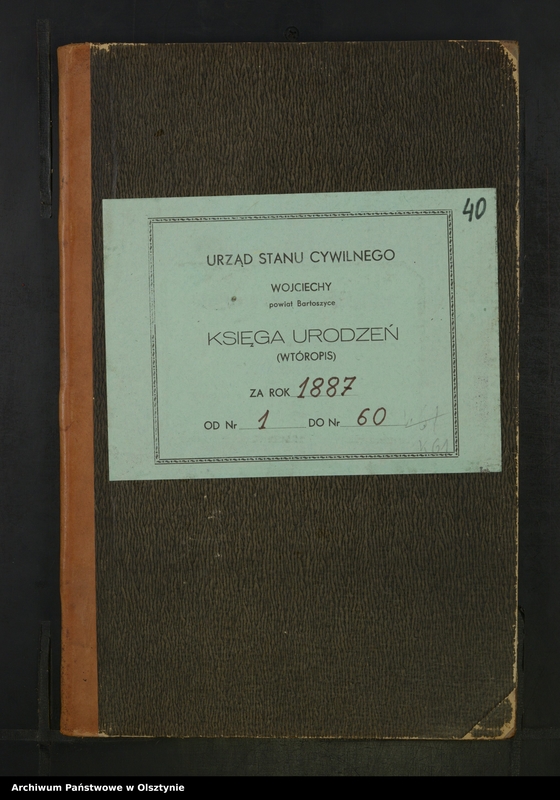 40
URZĄD STANU CYWILNEGO
WOJCIECHY
powiat Bartoszyce
KSIĘGA URODZEŃ
(WTÓROPIS)
ZA ROK 1887
OD Nr 1 DO Nr 60
Archiwum Państwowe w Olsztynie